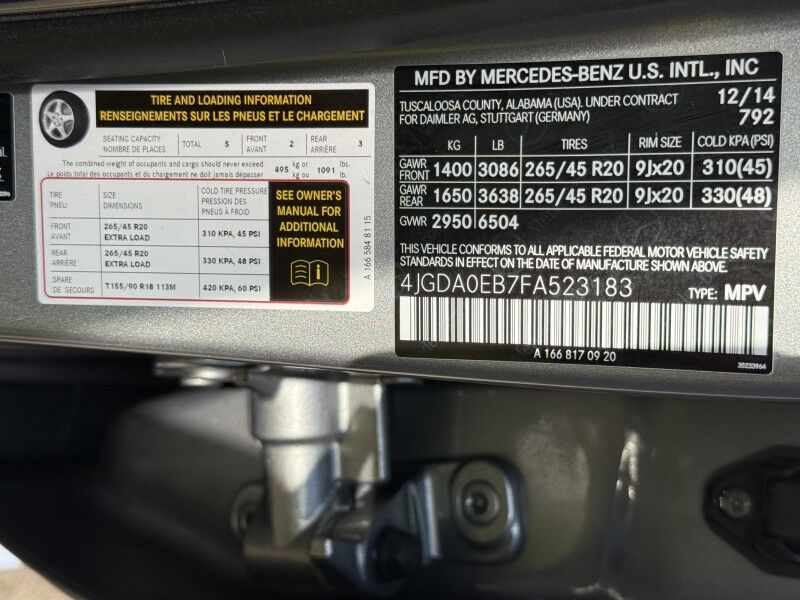 TIRE AND LOADING INFORMATION
RENSEIGNEMENTS SUR LES PNEUS ET LE CHARGEMENT
SEATING CAPACITY
NOMBRE DE PLACES
TOTAL 5
FRONT
AVANT 2
REAR
ARRIÈRE 3
The combined weight of occupants and cargo should never exceed
Le poids total des occupants et du chargement ne doit jamais dépasser
495 kg or
kg ou 1091 lbs.
lb.
TIRE
PNEU
SIZE
DIMENSIONS
COLD TIRE PRESSURE
PRESSION DES
PNEUS À FROID
FRONT
AVANT
265/45 R20
EXTRA LOAD
310 KPA, 45 PSI
REAR
ARRIÈRE
265/45 R20
EXTRA LOAD
330 KPA, 48 PSI
SPARE
DE SECOURS
T155/90 R18 113M
420 KPA, 60 PSI
SEE OWNER'S
MANUAL FOR
ADDITIONAL
INFORMATION
A 166 584 81 15
MFD BY MERCEDES-BENZ U.S. INTL., INC
TUSCALOOSA COUNTY, ALABAMA (USA). UNDER CONTRACT
FOR DAIMLER AG, STUTTGART (GERMANY)
12/14
792
KG LB TIRES RIM SIZE COLD KPA (PSI)
GAWR
FRONT 1400 3086 265/45 R20 9Jx20 310(45)
GAWR
REAR 1650 3638 265/45 R20 9Jx20 330(48)
GVWR 2950 6504
THIS VEHICLE CONFORMS TO ALL APPLICABLE FEDERAL MOTOR VEHICLE SAFETY
STANDARDS IN EFFECT ON THE DATE OF MANUFACTURE SHOWN ABOVE.
4JGDA0EB7FA523183 TYPE: MPV
A 166 817 09 20
35233964